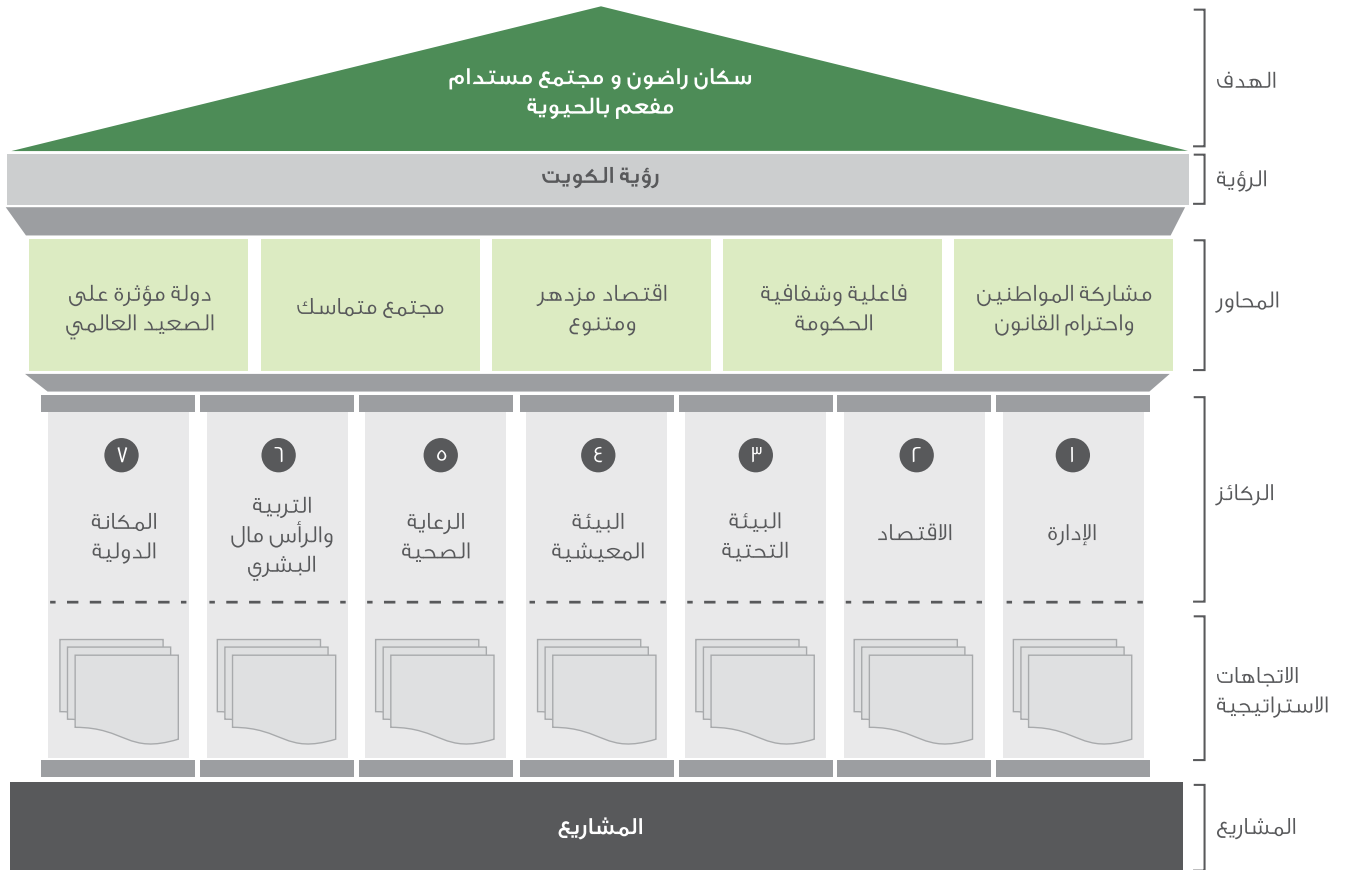 سكان راضون و مجتمع مستدام
مفعم بالحيوية
الهدف
رؤية الكويت
الرؤية
المحاور
مشاركة المواطنين
واحترام القانون
فاعلية وشفافية
الحكومة
اقتصاد مزدهر
ومتنوع
مجتمع متماسك
دولة مؤثرة على
الصعيد العالمي
الركائز
١
الإدارة
٢
الاقتصاد
٣
البيئة
التحتية
٤
البيئة
المعيشية
٥
الرعاية
الصحية
٦
التربية
والرأس مال
البشري
٧
المكانة
الدولية
الاتجاهات
الاستراتيجية
المشاريع
المشاريع